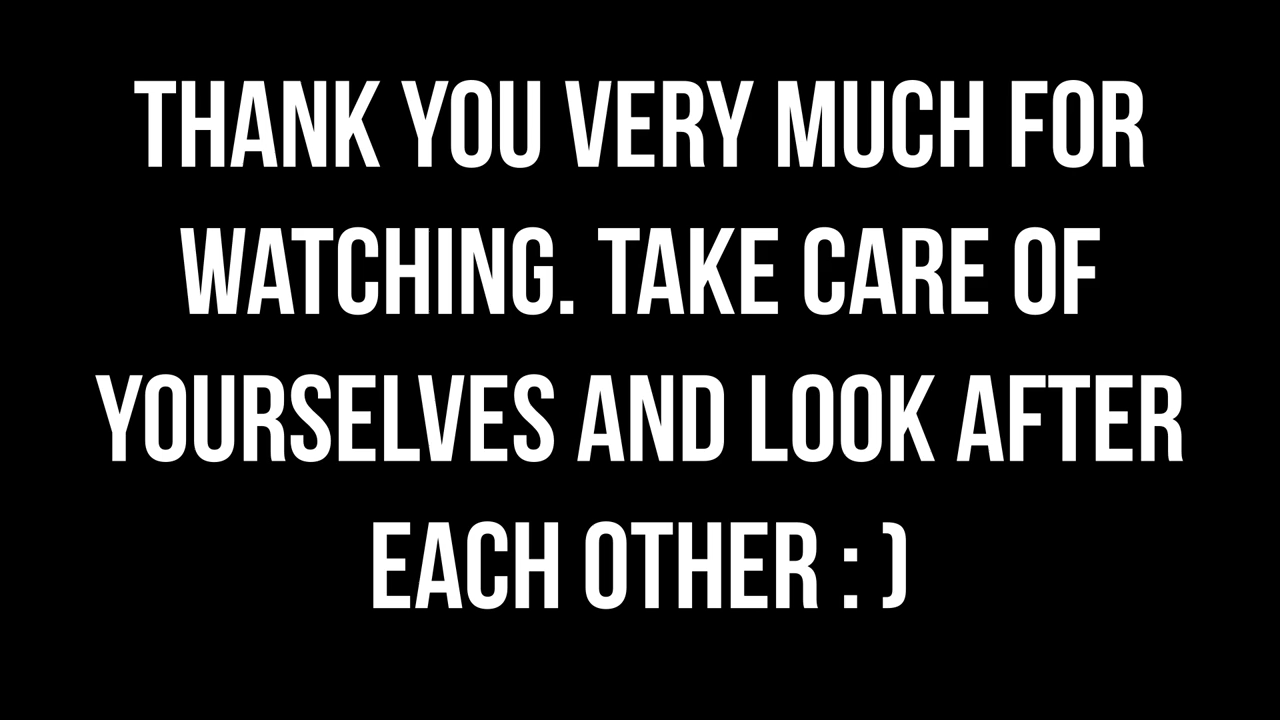 THANK YOU VERY MUCH FOR
WATCHING. TAKE CARE OF
YOURSELVES AND LOOK AFTER
EACH OTHER : )